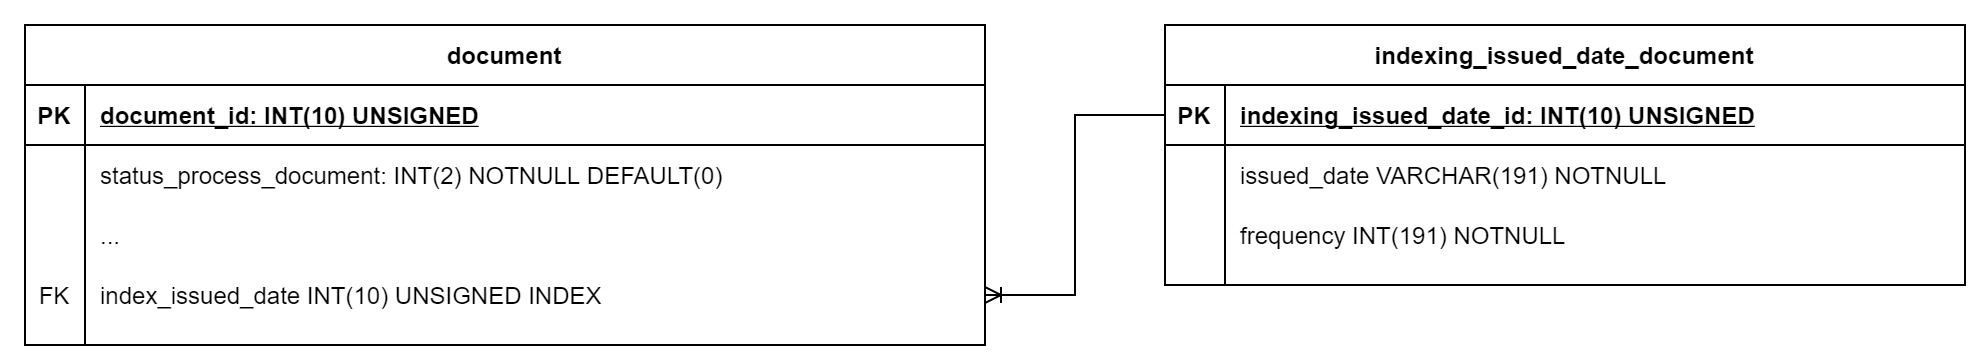 document
PK document_id: INT(10) UNSIGNED
status_process_document: INT(2) NOTNULL DEFAULT(0)
...
FK index_issued_date INT(10) UNSIGNED INDEX
indexing_issued_date_document
PK indexing_issued_date_id: INT(10) UNSIGNED
issued_date VARCHAR(191) NOTNULL
frequency INT(191) NOTNULL